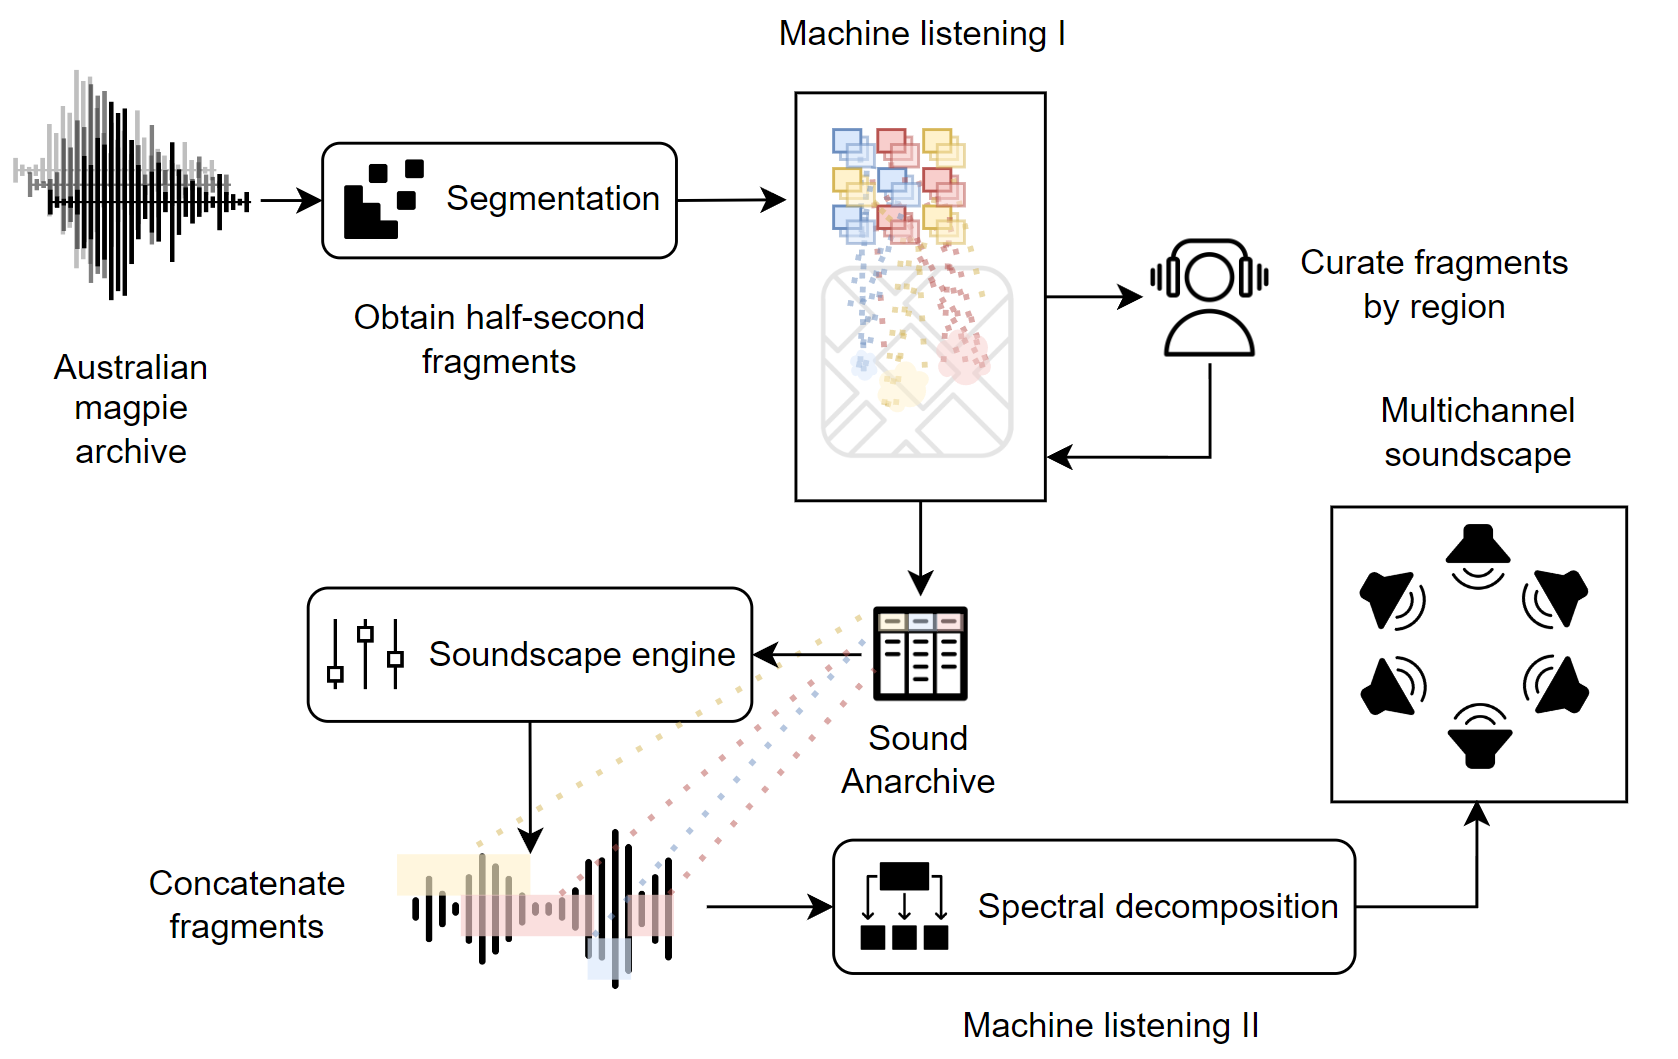 Machine listening I
Segmentation
Obtain half-second
fragments
Australian
magpie
archive
Curate fragments
by region
Multichannel
soundscape
Soundscape engine
Sound
Anarchive
Concatenate
fragments
Spectral decomposition
Machine listening II